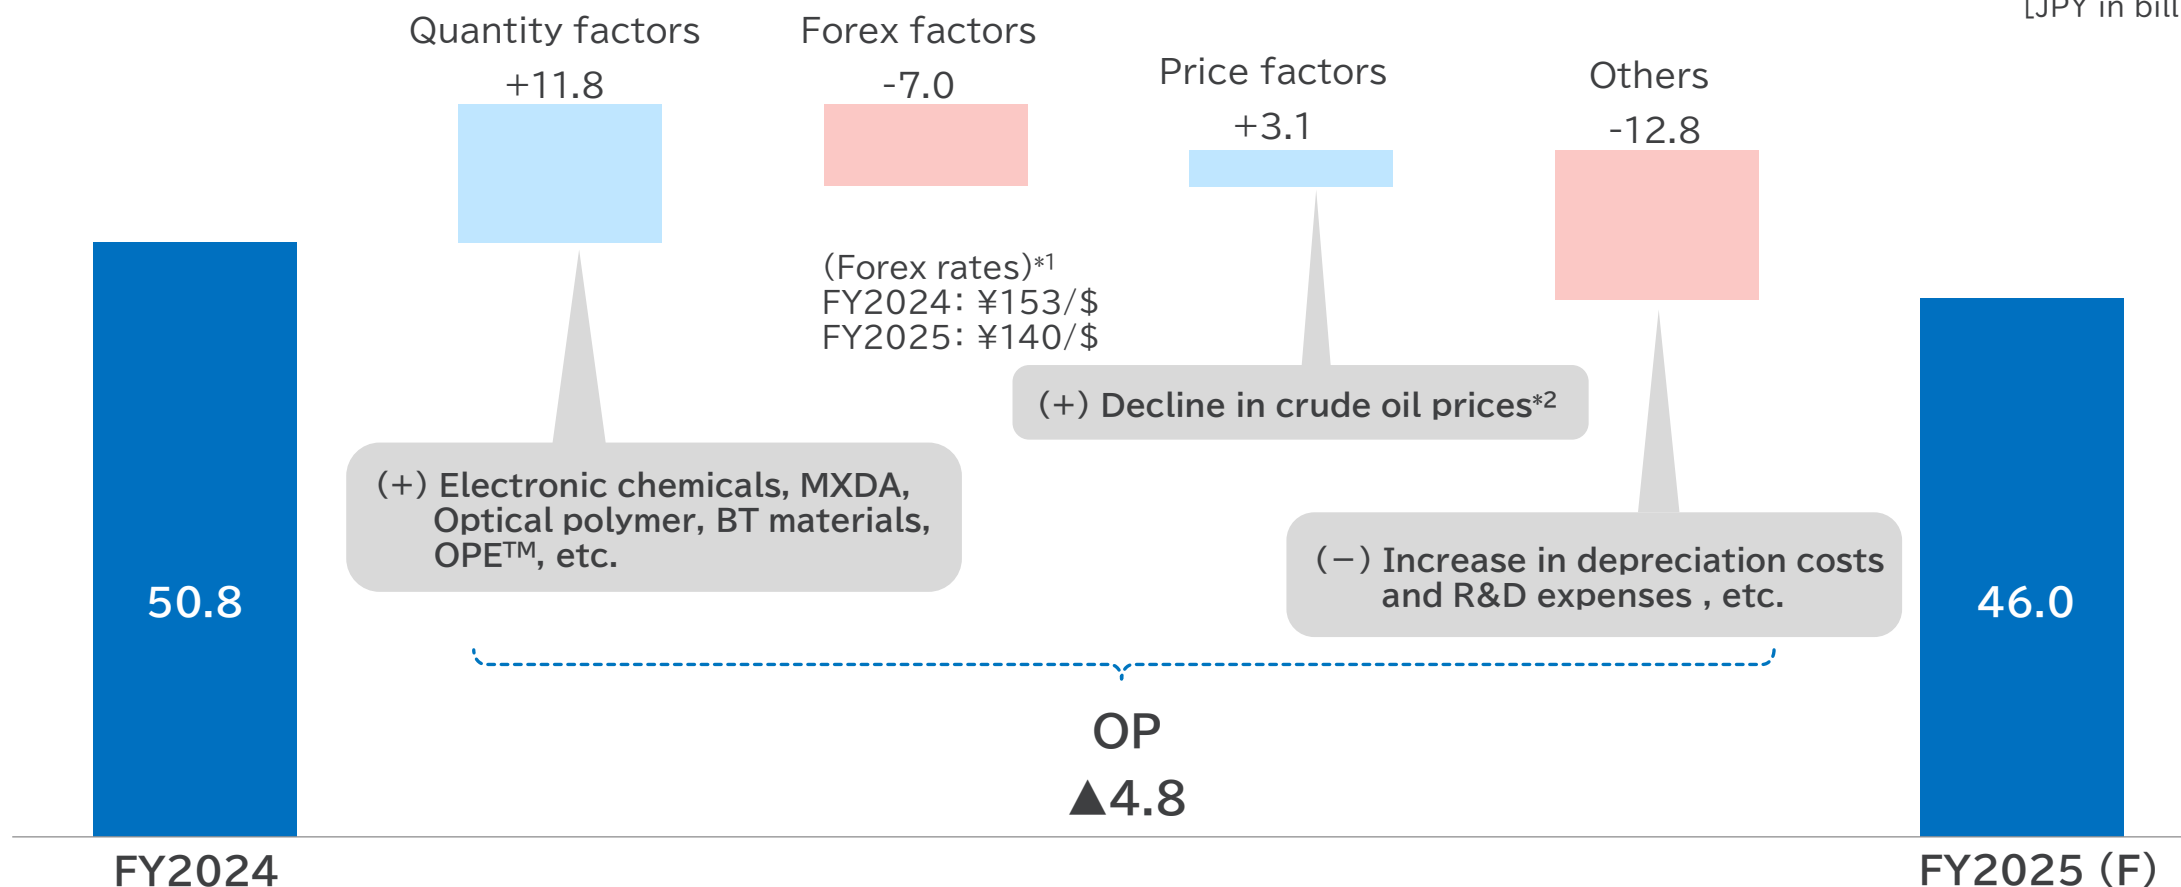 [JPY in bill
Quantity factors
+11.8
Forex factors
-7.0
Price factors
+3.1
Others
-12.8
(Forex rates)*1
FY2024: ¥153/$
FY2025: ¥140/$
(+) Decline in crude oil prices*2
(+) Electronic chemicals, MXDA,
Optical polymer, BT materials,
OPE™, etc.
(−) Increase in depreciation costs
and R&D expenses , etc.
50.8
46.0
OP
▲4.8
FY2024
FY2025 (F)